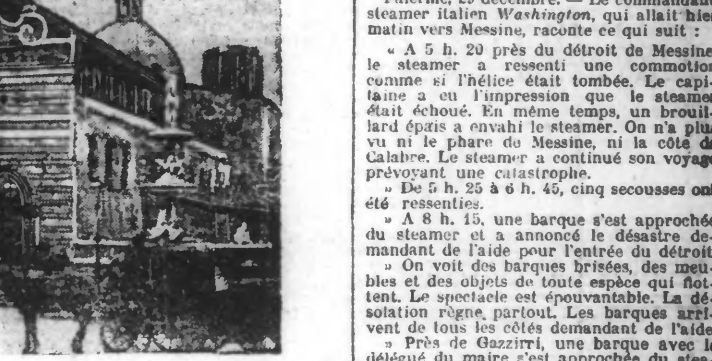 Palerme, 29 décembre. — Le commandant
steamer italien Washington, qui allait hier
matin vers Messine, raconte ce qui suit :
« A 5 h. 20 près du détroit de Messine
le steamer a ressenti une commotion
comme si l'hélice était tombée. Le capi-
taine a eu l'impression que le steamer
était échoué. En même temps, un brouil-
lard épais a envahi le steamer. On n'a plus
vu ni le phare de Messine, ni la côte de
Calabre. Le steamer a continué son voyage
prévoyant une catastrophe.
» De 5 h. 25 à 6 h. 45, cinq secousses ont
été ressenties.
» A 8 h. 15, une barque s'est approchée
du steamer et a annoncé le désastre de-
mandant de l'aide pour l'entrée du détroit
» On voit des barques brisées, des meu-
bles et des objets de toute espèce qui flot-
tent. Le spectacle est épouvantable. La dé-
solation règne partout. Les barques arri-
vent de tous les côtés demandant de l'aide
» Près de Gazzirri, une barque avec le
délégué du maire s'est approchée du stea-